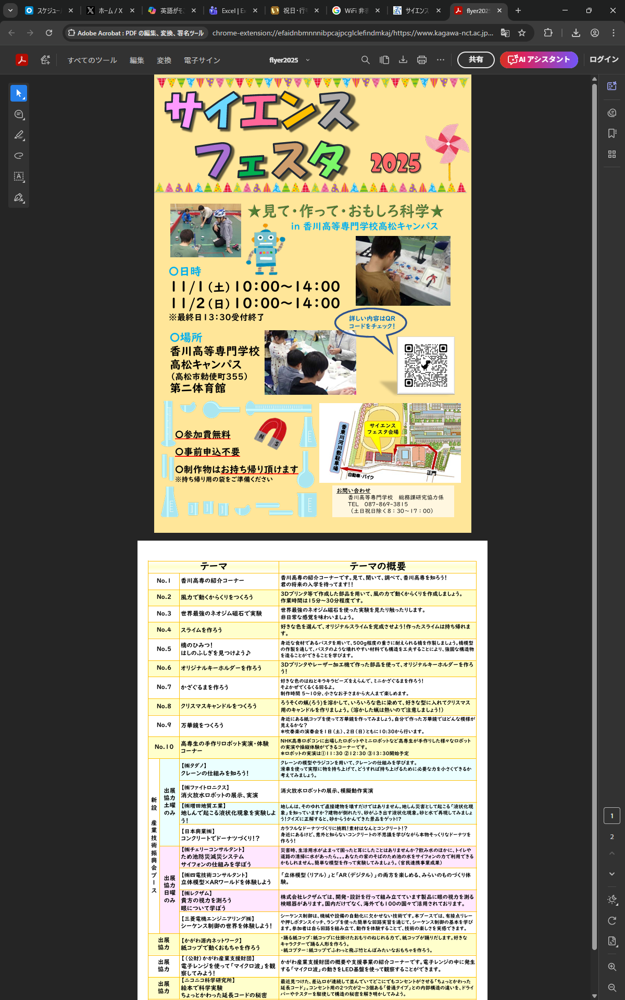 スケジュール
ホーム / X
英語がそ
Excel | Ex
祝日・行
WiFi 非表
サイエンス
flyer2025
Adobe Acrobat : PDF の編集、変換、署名ツール
chrome-extension://efaidnbmnnnibpcajpcglclefindmkaj/https://www.kagawa-nct.ac.jp...
すべてのツール 編集 変換 電子サイン
flyer2025
共有
AI アシスタント
ログイン
サイエンス
フェスタ
2025
★見て・作って・おもしろ科学★
in 香川高等専門学校高松キャンパス
〇日時
11/1（土）10:00～14:00
11/2（日）10:00～14:00
※最終日13:30受付終了
詳しい内容はQR
コードをチェック！
〇場所
香川高等専門学校
高松キャンパス
（高松市勅使町355）
第二体育館
〇参加費無料
N S
〇事前申込不要
〇制作物はお持ち帰り頂けます
※持ち帰り用の袋をご準備ください
サイエンス
フェスタ会場
香東川河川敷駐車場
自動車・バイク
正門
お問い合わせ
香川高等専門学校　総務課研究協力係
TEL　087-869-3815
（土日祝日除く8：30～17：00）
テーマ テーマの概要
No.1 香川高専の紹介コーナー
香川高専の紹介コーナーです。見て、聞いて、調べて、香川高専を知ろう！
君の将来の入学を待ってます！！
No.2 風力で動くからくりをつくろう
3Dプリンタ等で作成した部品を用いて、風の力で動くからくりを作成しましょう。
作業時間は15分～30分程度です。
No.3 世界最強のネオジム磁石で実験
世界最強のネオジム磁石を使った実験を見たり触ったりします。
非日常な感覚を味わいましょう。
No.4 スライムを作ろう
好きな色を選んで、オリジナルスライムを完成させよう！作ったスライムは持ち帰れま
す。
No.5 橋のひみつ！
はしのふしぎを見つけよう♪
身近な食材であるパスタを用いて、500g程度の重さに耐えられる橋を作製しましょう。橋模型
の作製を通して、パスタのような壊れやすい材料でも構造を工夫することにより、強固な構造物
を造ることができることを学びます。
No.6 オリジナルキーホルダーを作ろう
3Dプリンタやレーザー加工機で作った部品を使って、オリジナルキーホルダーを作ろ
う！
No.7 かざぐるまを作ろう
好きな色のはねとキラキラビーズをえらんで、ミニかざぐるまを作ろう！
そよかぜでくるくる回るよ。
制作時間 5～10分、小さなお子さまから大人まで楽しめます。
No.8 クリスマスキャンドルをつくろう
ろうそくの蝋(ろう)を溶かして、いろいろな色に染めて、好きな型に入れてクリスマス
用のキャンドルを作りましょう。（溶かした蝋は熱いので注意しましょう！）
No.9 万華鏡をつくろう
身近にある紙コップを使って万華鏡を作ってみましょう。自分で作った万華鏡ではどんな模様が
見えるかな？
＊吹奏楽の演奏会を1日（土）、2日（日）ともに10:30から行います。
No.10 高専生の手作りロボット実演・体験
コーナー
NHK高専ロボコンに出場したロボットやミニロボットなど高専生が手作りした様々なロボット
の実演や操縦体験ができるコーナーです。
＊ロボットの実演は①11：30 ②12：30 ③13：30開始予定
新設 産業技術振興会ブース
出展
協力
土曜
のみ
【㈱タダノ】
クレーンの仕組みを知ろう！
クレーンの模型やラジコンを用いて、クレーンの仕組みを学びます。
滑車を使って実際に物を持ち上げて、どうすれば持ち上げるために必要な力を小さくできるか
考えてみましょう。
【㈱ファイトロニクス】
消火放水ロボットの展示、実演
消火放水ロボットの展示、模擬動作実演
【㈱増田地質工業】
地しんで起こる液状化現象を実験しよ
う！
地しんは、そのゆれで直接建物を壊すだけではありません。地しん災害として起こる「液状化現
象」を知っていますか？建物が倒れたり、砂がふき出す液状化現象。砂と水で再現してみましょ
う！クイズに正解すると、砂からうかんできた景品をゲット！？
【日本興業㈱】
コンクリートでドーナツづくり！？
カラフルなドーナツづくりに挑戦！素材はなんとコンクリート！？
身近にあるけど、意外と知らないコンクリートの不思議を学びながら本物そっくりなドーナツを
作ろう！
出展
協力
日曜
のみ
【㈱チェリーコンサルタント】
ため池防災減災システム
サイフォンの仕組みを学ぼう
災害時、生活用水が止まって困ったと耳にしたことはありませんか？飲み水のほかに、トイレや
道路の清掃に水があったら。。。あなたの家のそばのため池の水をサイフォンの力で利用できる
かもしれません。簡単な模型を作って実験してみましょう。（官民連携事業成果）
【㈱四電技術コンサルタント】
立体模型×ARワールドを体験しよう
「立体模型（リアル）」と「AR（デジタル）」の両方を楽しめる、みらいのものづくり体
験。
【㈱レクザム】
貴方の視力を測ろう
眼について学ぼう
株式会社レクザムでは、開発・設計を行って組み立てています製品に眼の視力を測る
検眼器があります。国内だけでなく、海外でも100の国々で活用されております。
【三菱電機エンジニアリング㈱】
シーケンス制御の世界を体験しよう！
シーケンス制御は、機械や設備の自動化に欠かせない技術です。本ブースでは、有接点リレー
や押しボタンスイッチ、ランプを使った簡単な回路実習を通じて、シーケンス制御の基本を学び
ます。参加者は自ら回路を組み立て、動作を体験することで、技術の楽しさを実感できます。
出展
協力
【かがわ源内ネットワーク】
紙コップで動くおもちゃを作ろう
・踊る紙コップ：紙コップに仕掛けたおもりのねじれる力で、紙コップが踊りだします。好きな
キャラクターで踊る人形を作ろう。
・紙コプター：紙コップでふわっと飛ぶ竹とんぼみたいなおもちゃを作ろう。
出展
協力
【（公財）かがわ産業支援財団】
電子レンジを使って「マイクロ波」を観
察してみよう！
かがわ産業支援財団の概要や支援事業の紹介コーナーです。電子レンジの中に発生
する「マイクロ波」の動きをLED基盤を使って観察することができます。
出展
協力
【ニコニコ科学研究所】
絵本で科学実験
ちょっとかわった延長コードの秘密
最近見つけた、差込口が連続して並んでいてどこにでもコンセントがさせる「ちょっとかわった
延長コード」。コンセント用の2つ穴が2～3個ある「普通タイプ」との内部構造の違いを、ドライ
バーやテスターを駆使して構造の秘密を解き明かしてみよう。
1
2